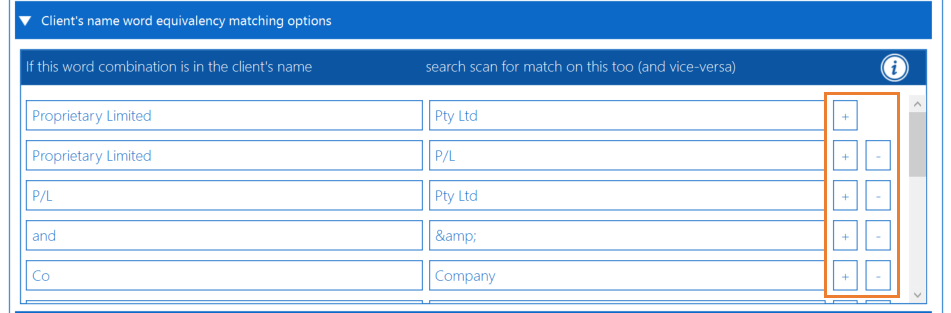 Client's name word equivalency matching options
If this word combination is in the client's name search scan for match on this too (and vice-versa)
Proprietary Limited Pty Ltd +
Proprietary Limited P/L + -
P/L Pty Ltd + -
and &amp; + -
Co Company + -